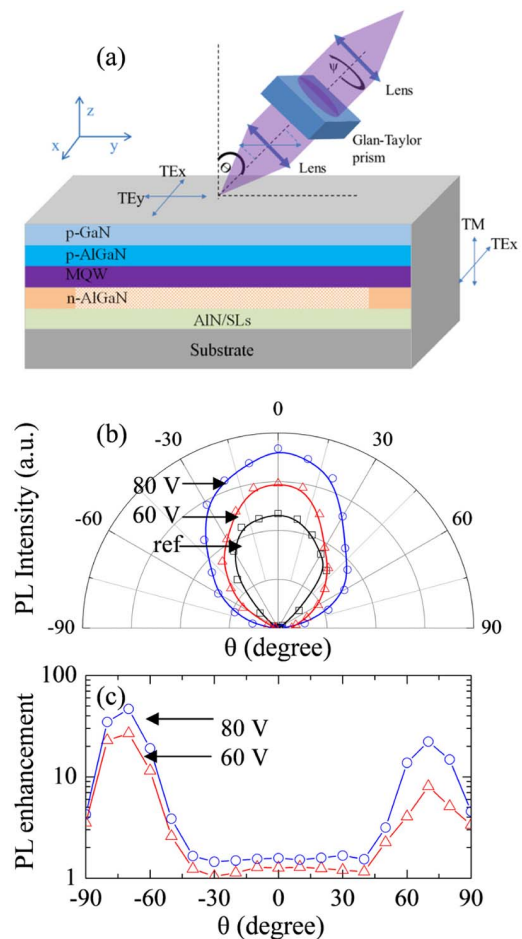 (a)
ψ
Lens
Glan-Taylor
prism
z
x
y
Θ
Lens
TEx
TEy
TM
TEx
p-GaN
p-AlGaN
MQW
n-AlGaN
AlN/SLs
Substrate
(b)
0
-30
30
80 V
60 V
ref
-60
60
-90
90
PL Intensity (a.u.)
θ (degree)
(c)
100
10
1
80 V
60 V
PL enhancement
-90
-60
-30
0
30
60
90
θ (degree)